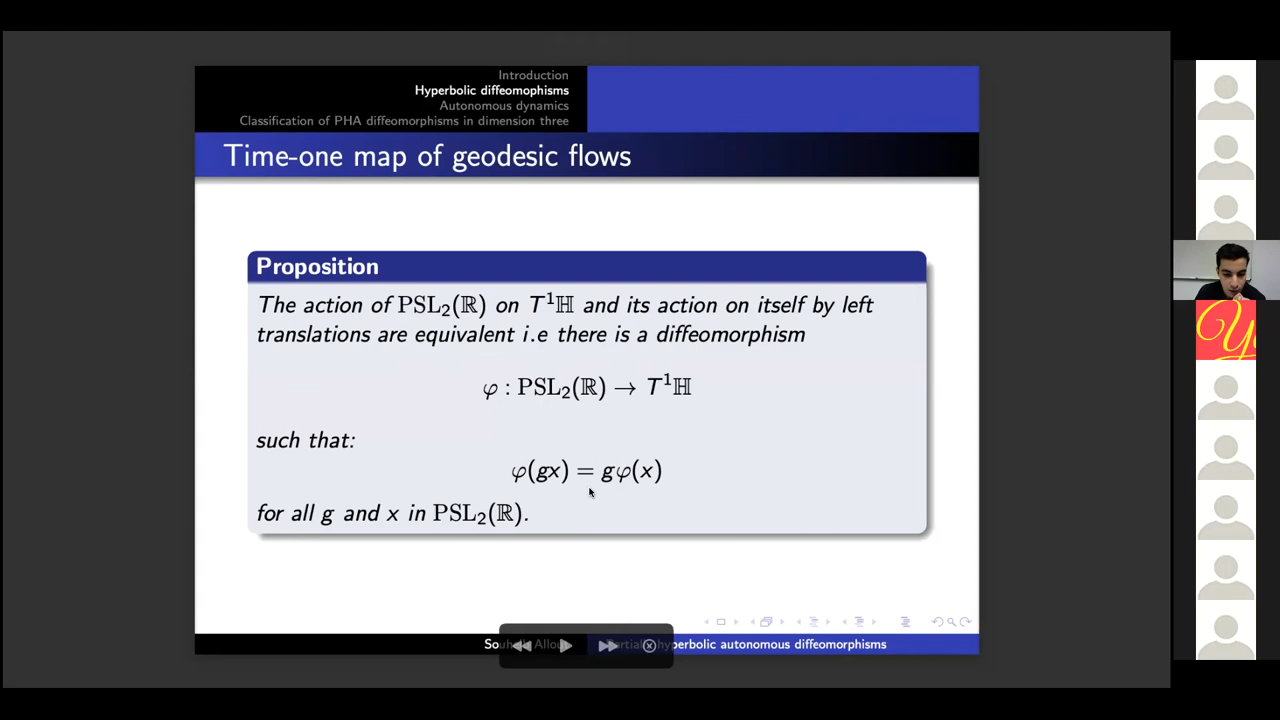 Introduction
Hyperbolic diffeomophisms
Autonomous dynamics
Classification of PHA diffeomorphisms in dimension three
Time-one map of geodesic flows
Proposition
The action of PSL₂(ℝ) on T¹ℍ and its action on itself by left
translations are equivalent i.e there is a diffeomorphism
φ : PSL₂(ℝ) → T¹ℍ
such that:
φ(gx) = gφ(x)
for all g and x in PSL₂(ℝ).
hyperbolic autonomous diffeomorphisms